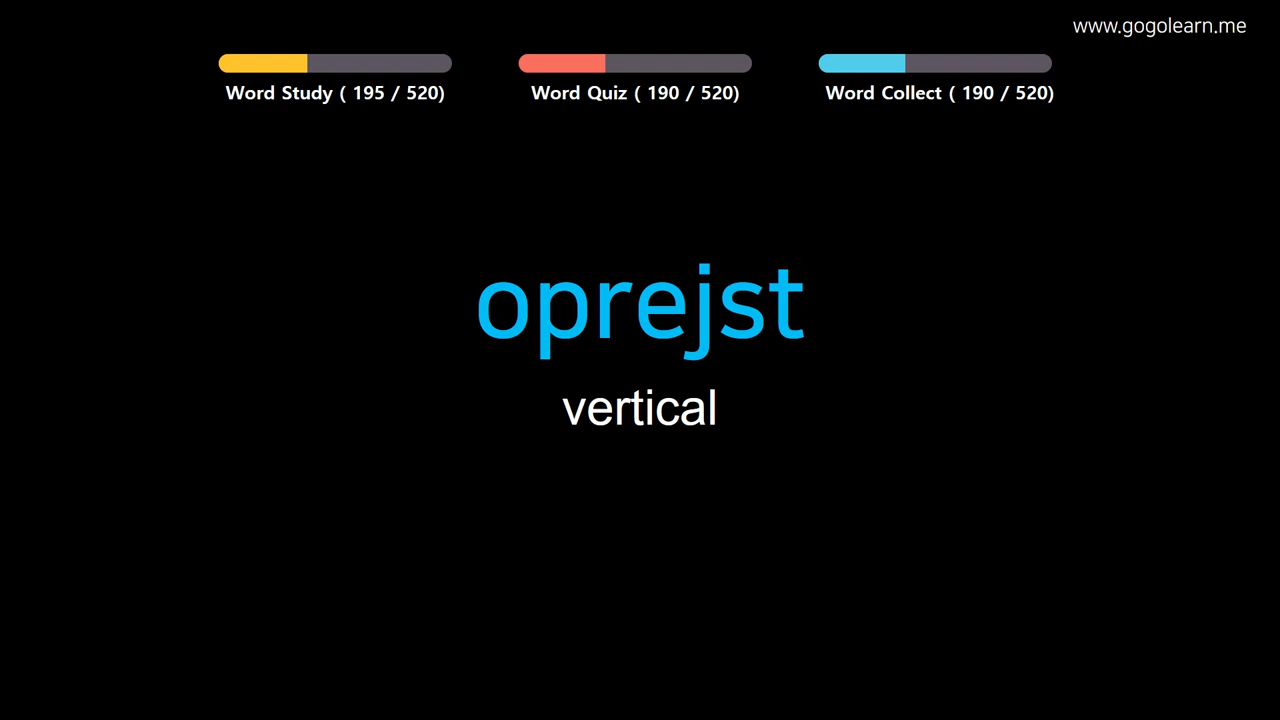 www.gogolearn.me
Word Study ( 195 / 520)
Word Quiz ( 190 / 520)
Word Collect ( 190 / 520)
oprejst
vertical